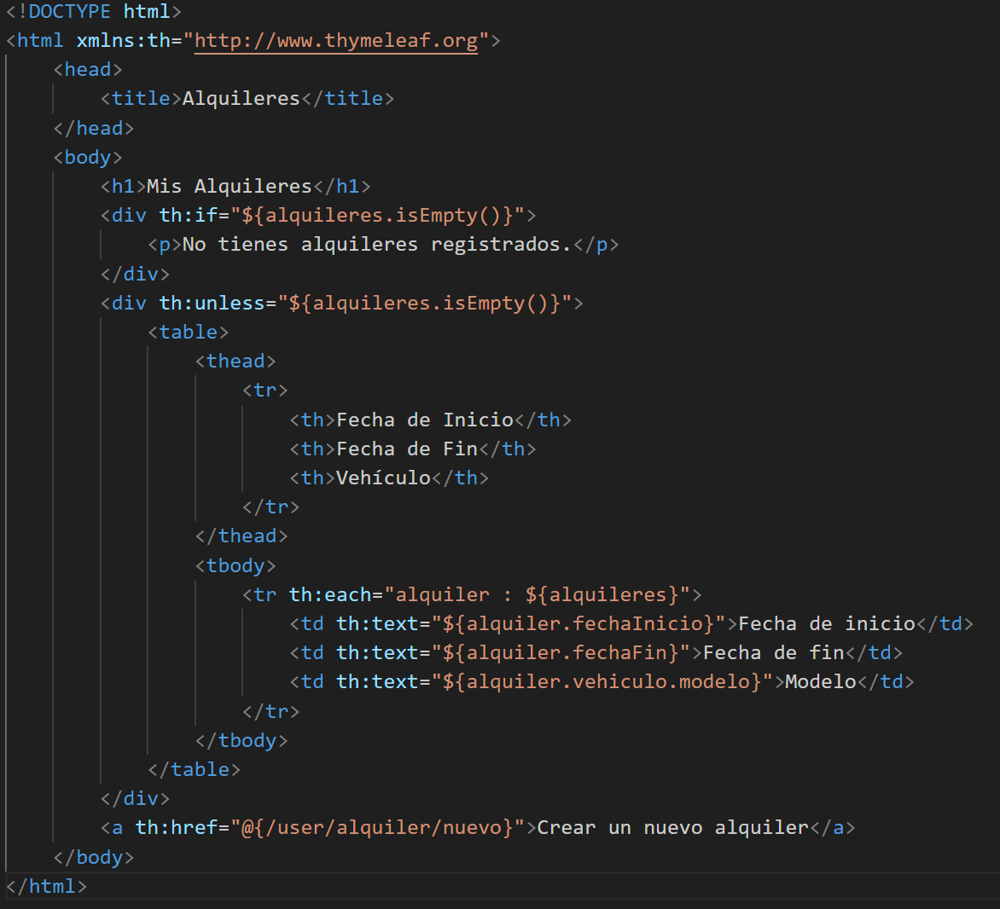 <!DOCTYPE html>
<html xmlns:th="http://www.thymeleaf.org">
    <head>
        <title>Alquileres</title>
    </head>
    <body>
        <h1>Mis Alquileres</h1>
        <div th:if="${alquileres.isEmpty()}">
            <p>No tienes alquileres registrados.</p>
        </div>
        <div th:unless="${alquileres.isEmpty()}">
            <table>
                <thead>
                    <tr>
                        <th>Fecha de Inicio</th>
                        <th>Fecha de Fin</th>
                        <th>Vehículo</th>
                    </tr>
                </thead>
                <tbody>
                    <tr th:each="alquiler : ${alquileres}">
                        <td th:text="${alquiler.fechaInicio}">Fecha de inicio</td>
                        <td th:text="${alquiler.fechaFin}">Fecha de fin</td>
                        <td th:text="${alquiler.vehiculo.modelo}">Modelo</td>
                    </tr>
                </tbody>
            </table>
        </div>
        <a th:href="@{/user/alquiler/nuevo}">Crear un nuevo alquiler</a>
    </body>
</html>